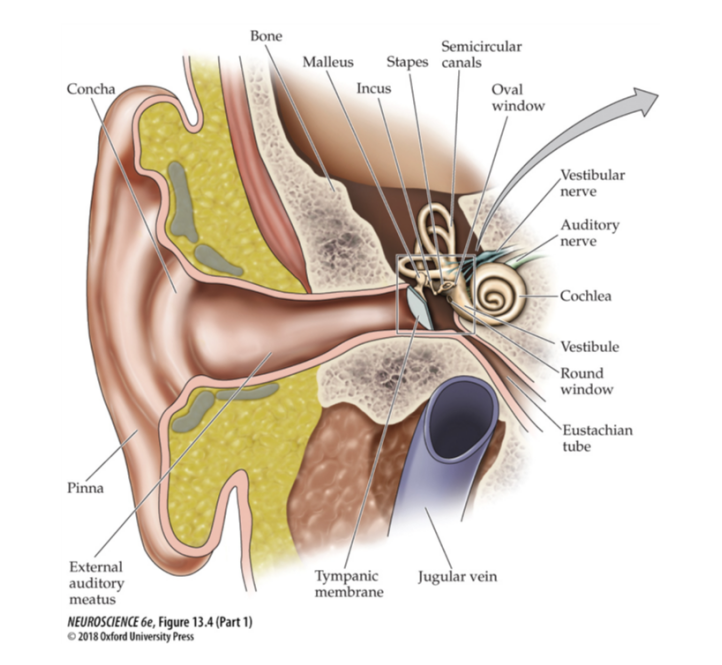 Bone
Malleus
Stapes
Semicircular
canals
Concha
Incus
Oval
window
Vestibular
nerve
Auditory
nerve
Cochlea
Vestibule
Round
window
Eustachian
tube
Pinna
External
auditory
meatus
Tympanic
membrane
Jugular vein
NEUROSCIENCE 6e, Figure 13.4 (Part 1)
© 2018 Oxford University Press